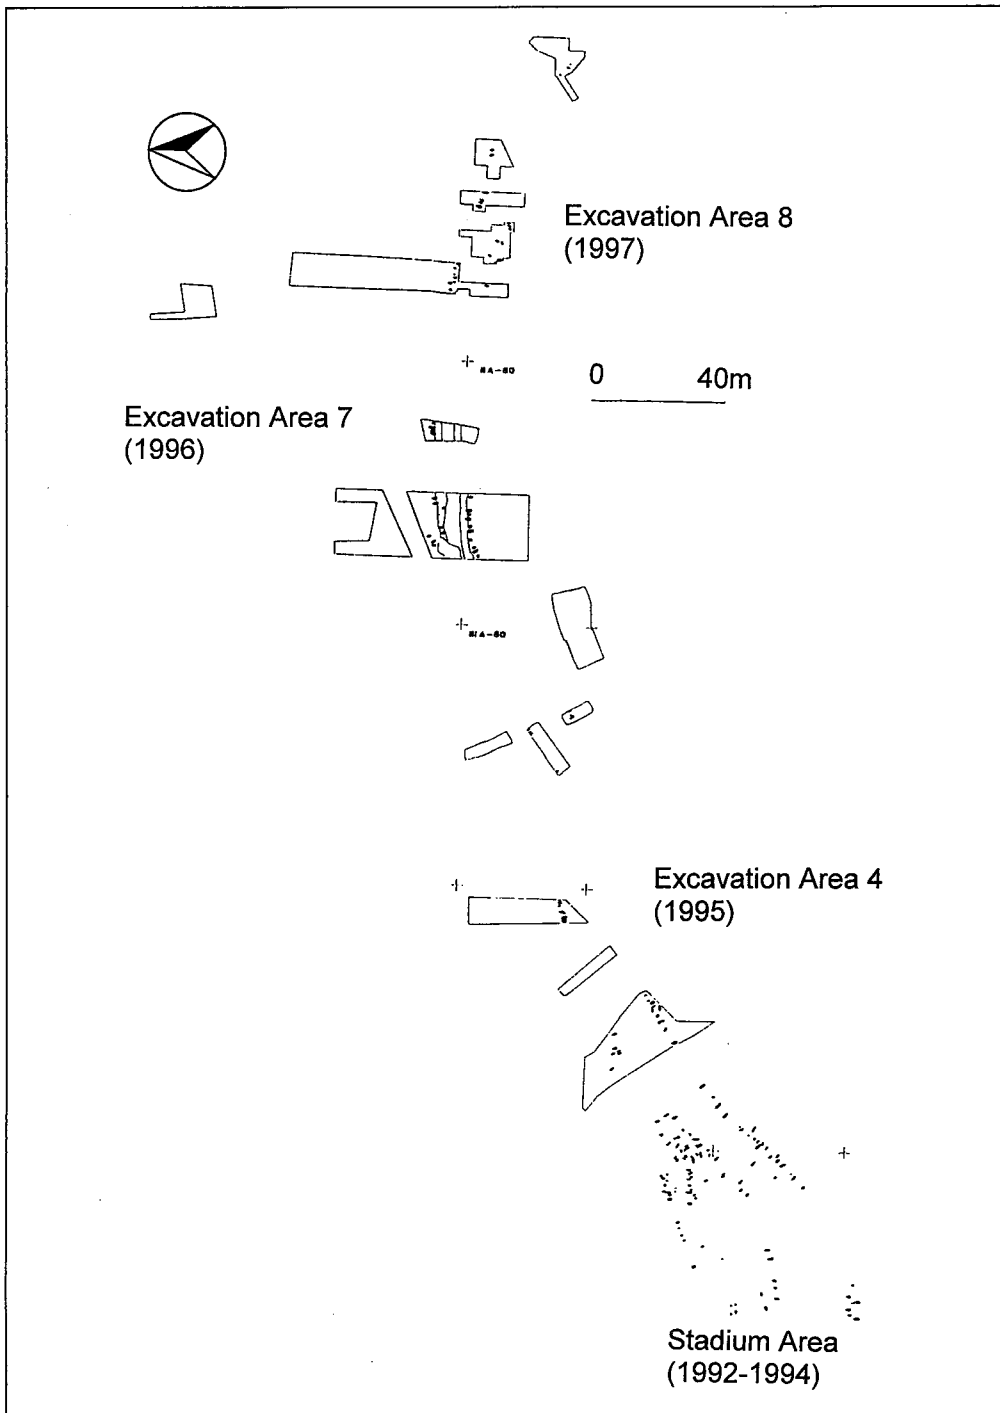 Excavation Area 8
(1997)
0 40m
Excavation Area 7
(1996)
Excavation Area 4
(1995)
Stadium Area
(1992-1994)